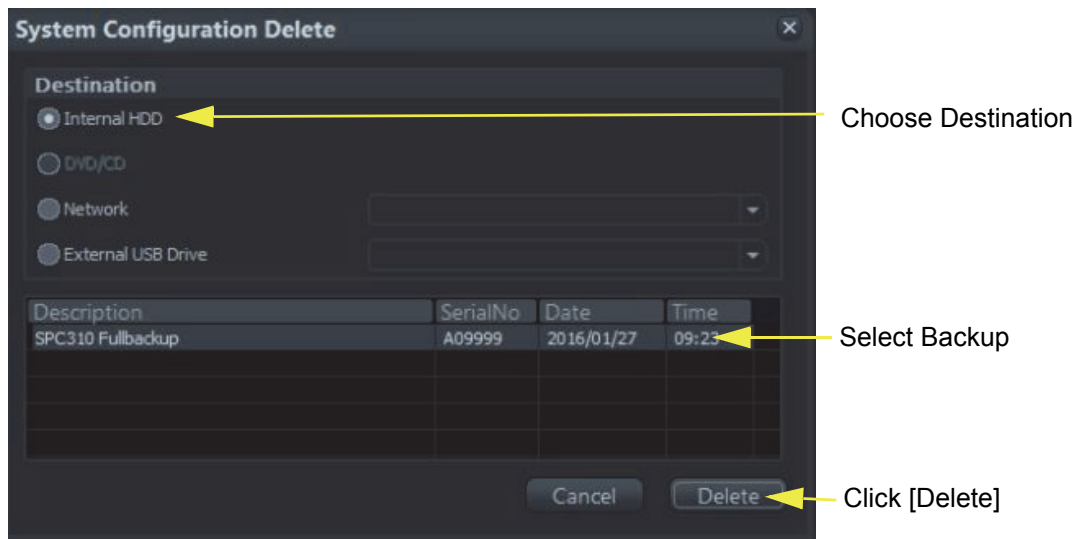 System Configuration Delete
Destination
Internal HDD
Choose Destination
DVD/CD
Network
External USB Drive
Description SerialNo Date Time
SPC310 Fullbackup A09999 2016/01/27 09:23
Select Backup
Cancel Delete
Click [Delete]